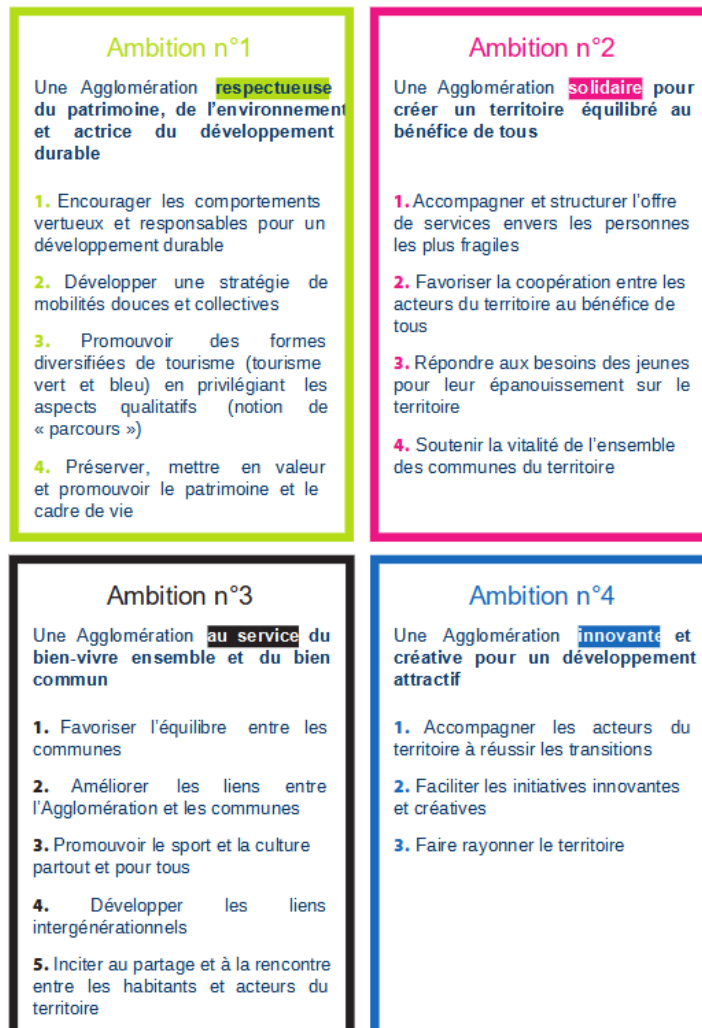 Ambition n°1
Une Agglomération respectueuse
du patrimoine, de l'environnement
et actrice du développement
durable
1. Encourager les comportements
vertueux et responsables pour un
développement durable
2. Développer une stratégie de
mobilités douces et collectives
3. Promouvoir des formes
diversifiées de tourisme (tourisme
vert et bleu) en privilégiant les
aspects qualitatifs (notion de
« parcours »)
4. Préserver, mettre en valeur
et promouvoir le patrimoine et le
cadre de vie
Ambition n°2
Une Agglomération solidaire pour
créer un territoire équilibré au
bénéfice de tous
1. Accompagner et structurer l'offre
de services envers les personnes
les plus fragiles
2. Favoriser la coopération entre les
acteurs du territoire au bénéfice de
tous
3. Répondre aux besoins des jeunes
pour leur épanouissement sur le
territoire
4. Soutenir la vitalité de l'ensemble
des communes du territoire
Ambition n°3
Une Agglomération au service du
bien-vivre ensemble et du bien
commun
1. Favoriser l'équilibre entre les
communes
2. Améliorer les liens entre
l'Agglomération et les communes
3. Promouvoir le sport et la culture
partout et pour tous
4. Développer les liens
intergénérationnels
5. Inciter au partage et à la rencontre
entre les habitants et acteurs du
territoire
Ambition n°4
Une Agglomération innovante et
créative pour un développement
attractif
1. Accompagner les acteurs du
territoire à réussir les transitions
2. Faciliter les initiatives innovantes
et créatives
3. Faire rayonner le territoire